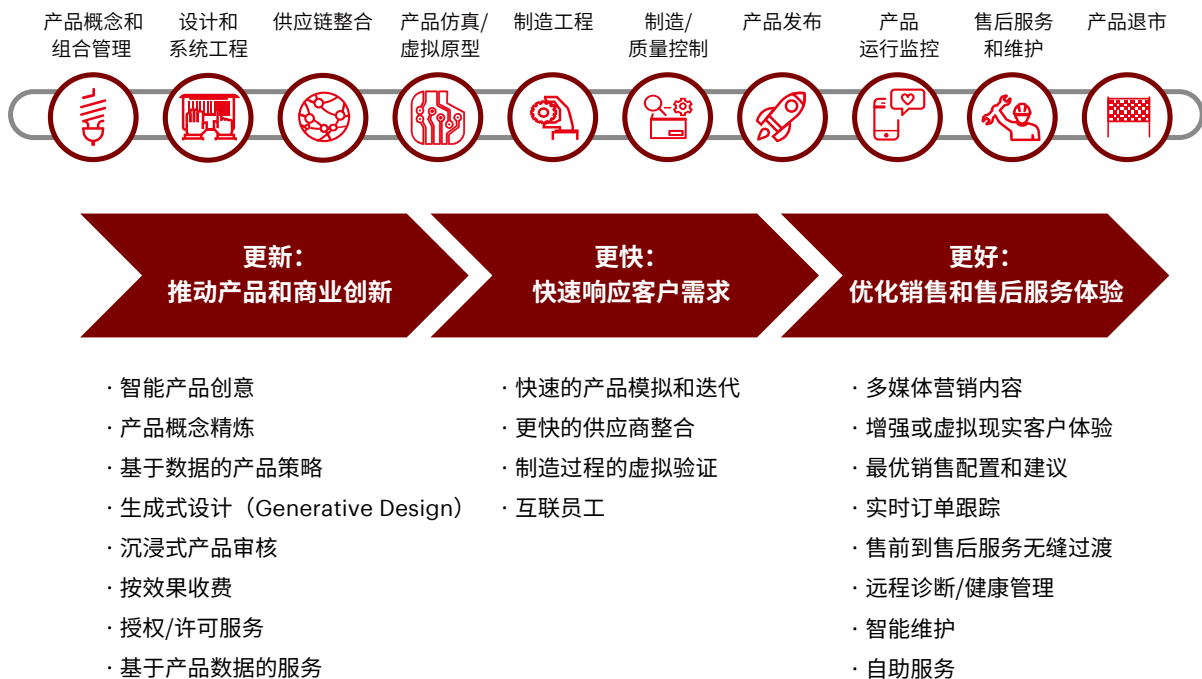 产品概念和
组合管理
设计和
系统工程
供应链整合
产品仿真/
虚拟原型
制造工程
制造/
质量控制
产品发布
产品
运行监控
售后服务
和维护
产品退市
更新：
推动产品和商业创新
更快：
快速响应客户需求
更好：
优化销售和售后服务体验
· 智能产品创意
· 产品概念精炼
· 基于数据的产品策略
· 生成式设计（Generative Design）
· 沉浸式产品审核
· 按效果收费
· 授权/许可服务
· 基于产品数据的服务
· 快速的产品模拟和迭代
· 更快的供应商整合
· 制造过程的虚拟验证
· 互联员工
· 多媒体营销内容
· 增强或虚拟现实客户体验
· 最优销售配置和建议
· 实时订单跟踪
· 售前到售后服务无缝过渡
· 远程诊断/健康管理
· 智能维护
· 自助服务